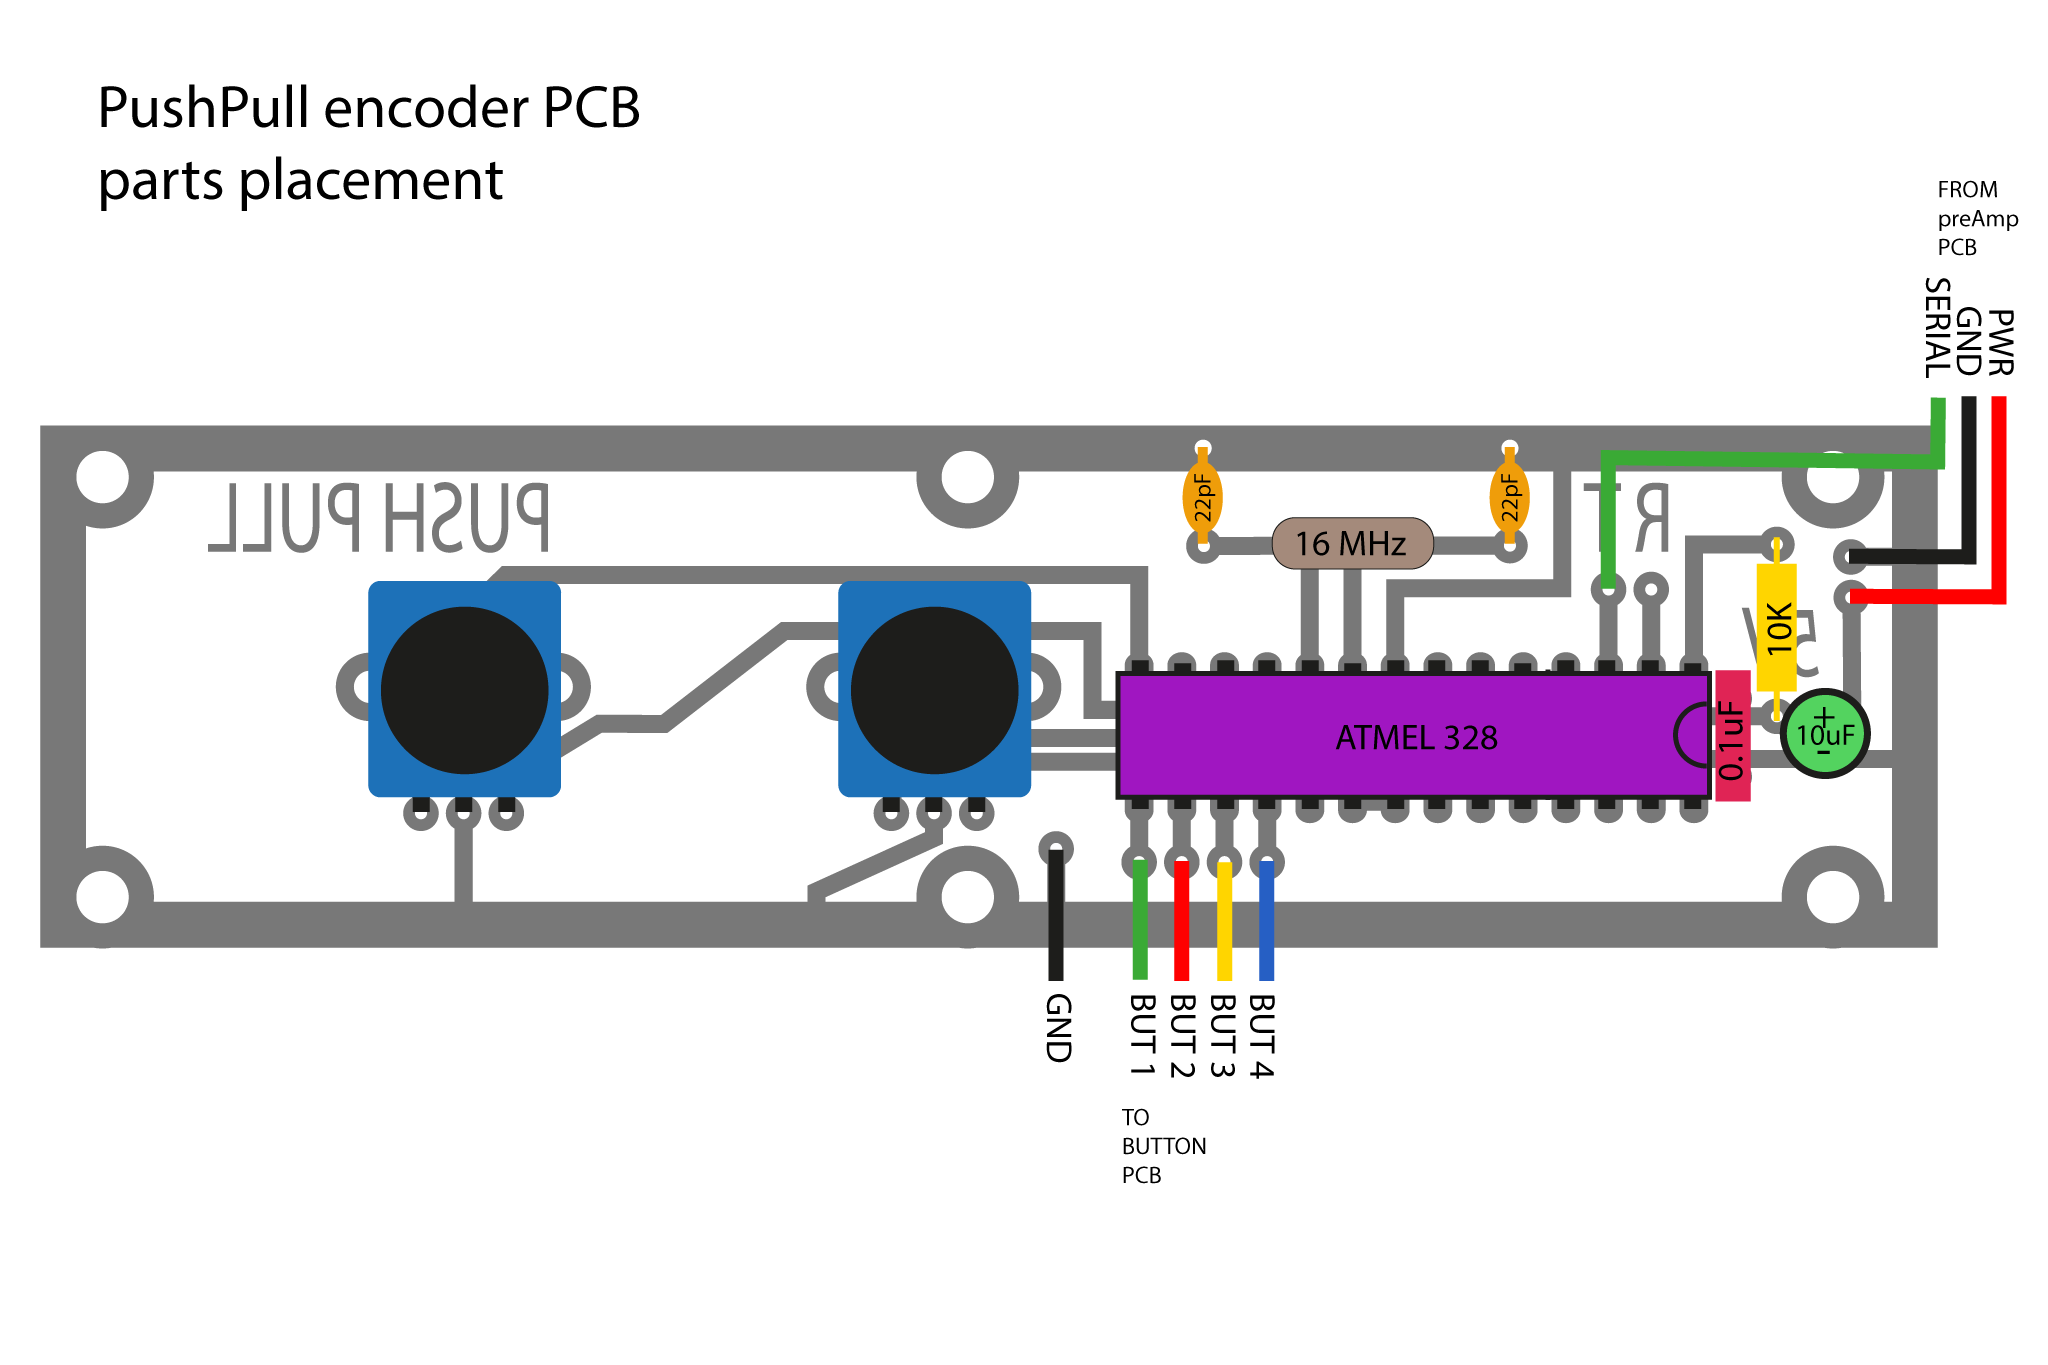 PushPull encoder PCB
parts placement
FROM
preAmp
PCB
SERIAL
GND
PWR
PUSH PULL
22pF
16 MHz
22pF
T
R
10K
5V
ATMEL 328
0.1uF
+
10uF
-
GND
BUT 1
BUT 2
BUT 3
BUT 4
TO
BUTTON
PCB